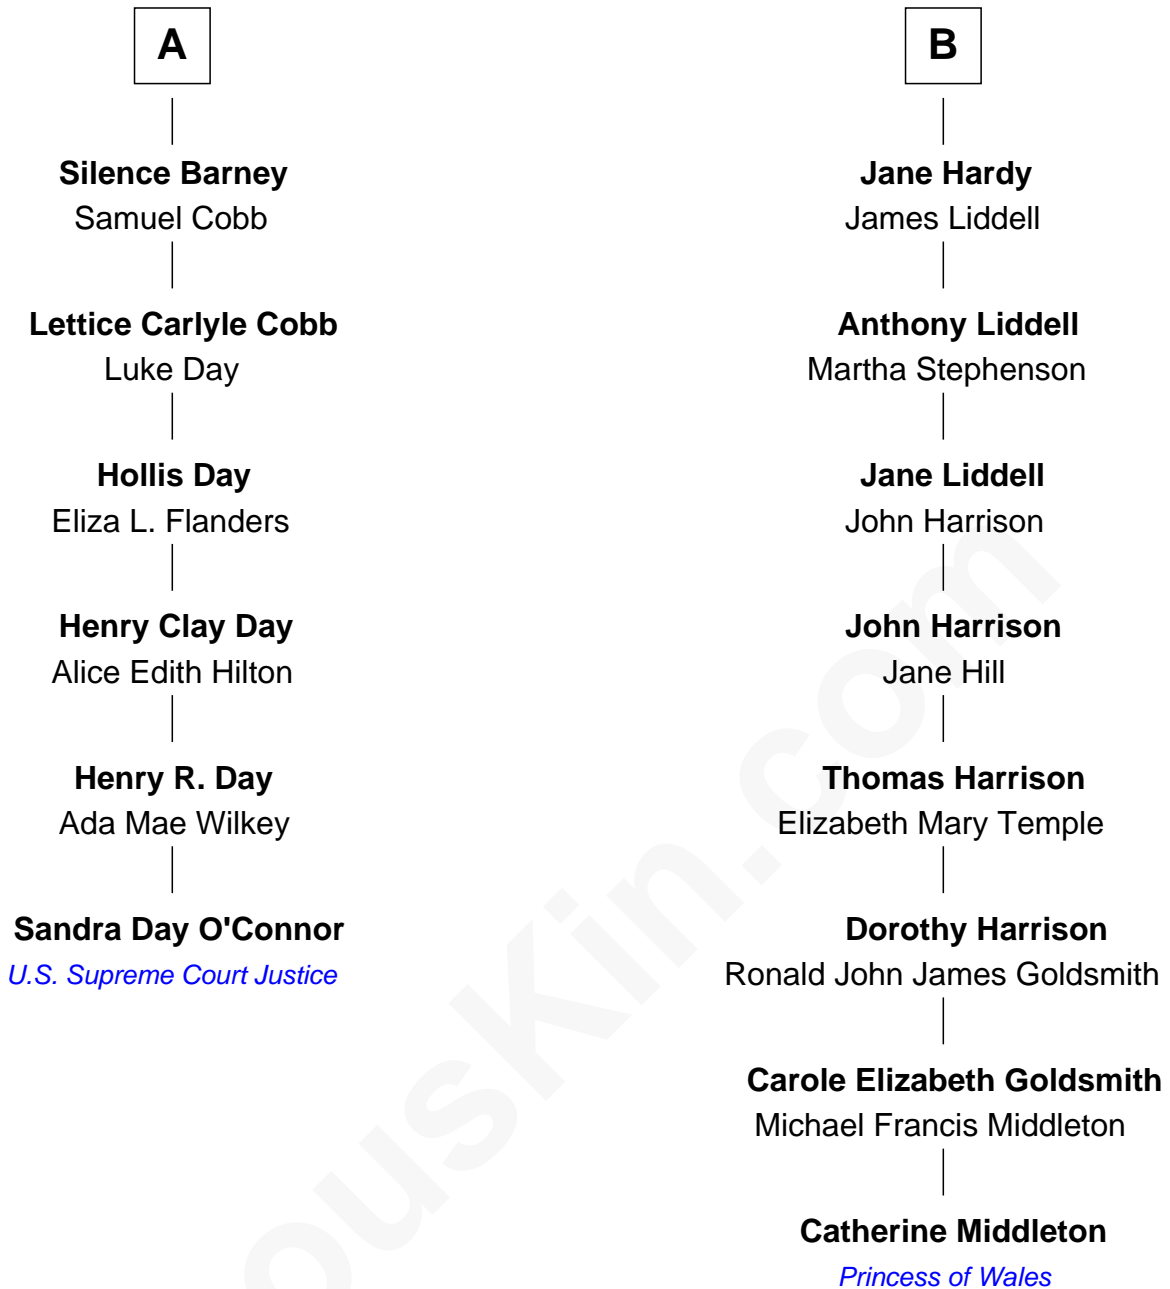 A
Silence Barney
Samuel Cobb
Lettice Carlyle Cobb
Luke Day
Hollis Day
Eliza L. Flanders
Henry Clay Day
Alice Edith Hilton
Henry R. Day
Ada Mae Wilkey
Sandra Day O'Connor
U.S. Supreme Court Justice
B
Jane Hardy
James Liddell
Anthony Liddell
Martha Stephenson
Jane Liddell
John Harrison
John Harrison
Jane Hill
Thomas Harrison
Elizabeth Mary Temple
Dorothy Harrison
Ronald John James Goldsmith
Carole Elizabeth Goldsmith
Michael Francis Middleton
Catherine Middleton
Princess of Wales
ousKin.com